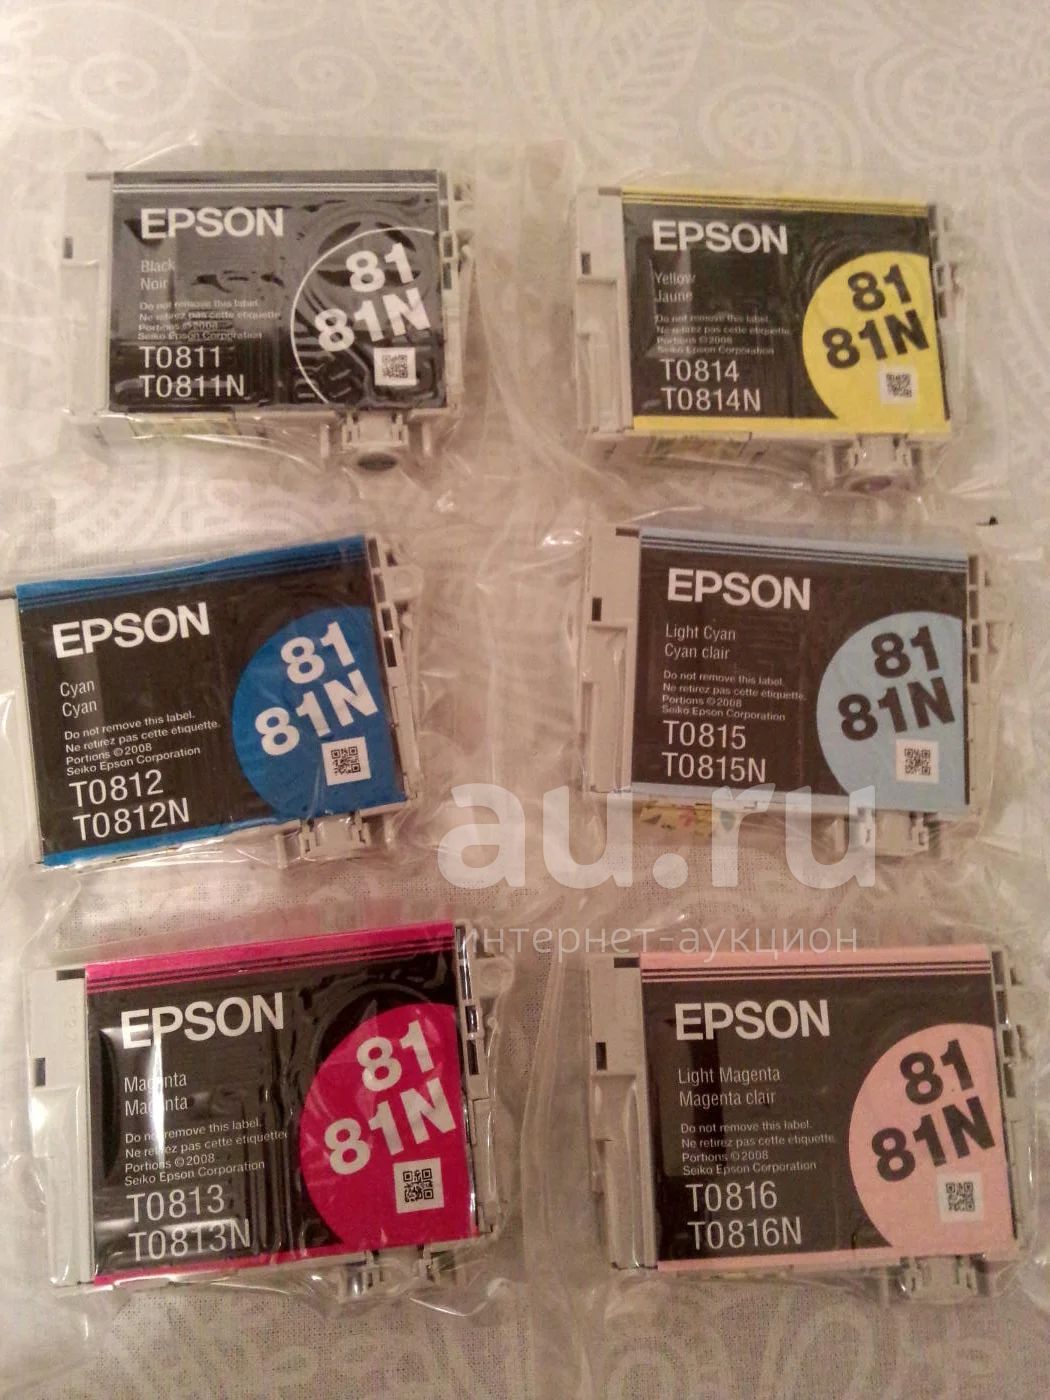 EPSON
81
81N
Black
Noir
Do not remove this label.
Ne retirez pas cette étiquette.
Portions ©2008
Seiko Epson Corporation
T0811
T0811N
EPSON
81
81N
Yellow
Jaune
Do not remove this label.
Ne retirez pas cette étiquette.
Portions ©2008
Seiko Epson Corporation
T0814
T0814N
EPSON
81
81N
Cyan
Cyan
Do not remove this label.
Ne retirez pas cette étiquette.
Portions ©2008
Seiko Epson Corporation
T0812
T0812N
EPSON
81
81N
Light Cyan
Cyan clair
Do not remove this label.
Ne retirez pas cette étiquette.
Portions ©2008
Seiko Epson Corporation
T0815
T0815N
au.ru
интернет-аукцион
EPSON
81
81N
Magenta
Magenta
Do not remove this label.
Ne retirez pas cette étiquette
Portions ©2008
Seiko Epson Corporation
T0813
T0813N
EPSON
81
81N
Light Magenta
Magenta clair
Do not remove this label.
Ne retirez pas cette étiquette.
Portions ©2008
Seiko Epson Corporation
T0816
T0816N